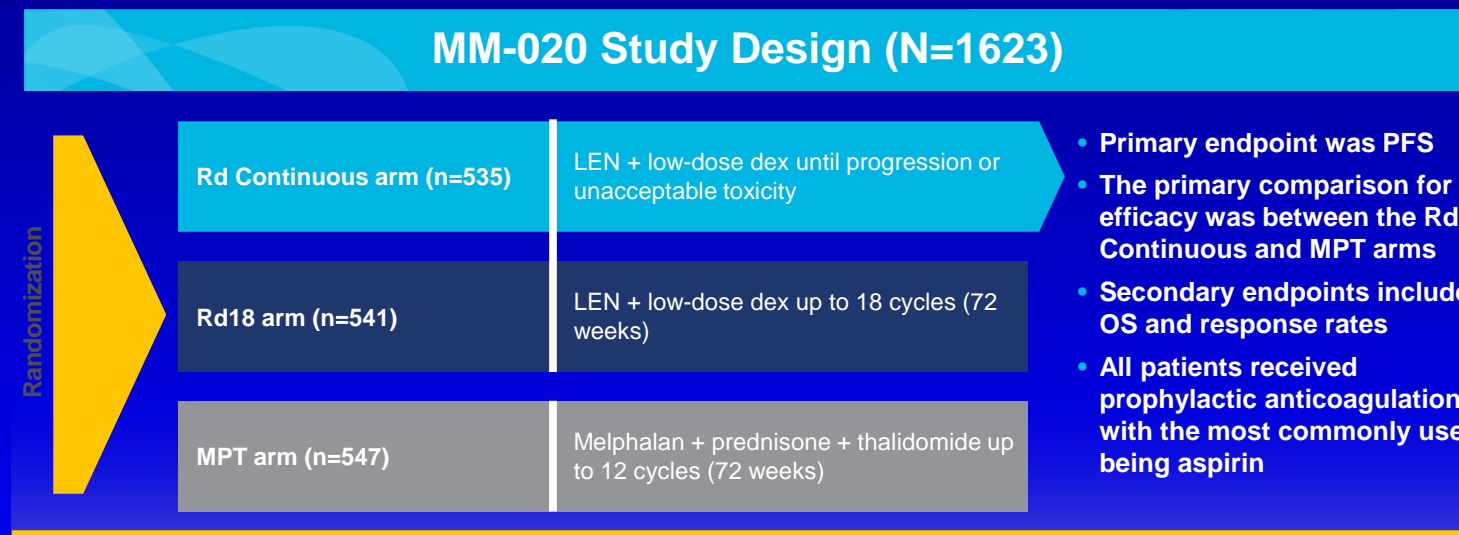 MM-020 Study Design (N=1623)
Randomization
Rd Continuous arm (n=535)
LEN + low-dose dex until progression or
unacceptable toxicity
Rd18 arm (n=541)
LEN + low-dose dex up to 18 cycles (72
weeks)
MPT arm (n=547)
Melphalan + prednisone + thalidomide up
to 12 cycles (72 weeks)
• Primary endpoint was PFS
• The primary comparison for
efficacy was between the Rd
Continuous and MPT arms
• Secondary endpoints include
OS and response rates
• All patients received
prophylactic anticoagulation
with the most commonly use
being aspirin